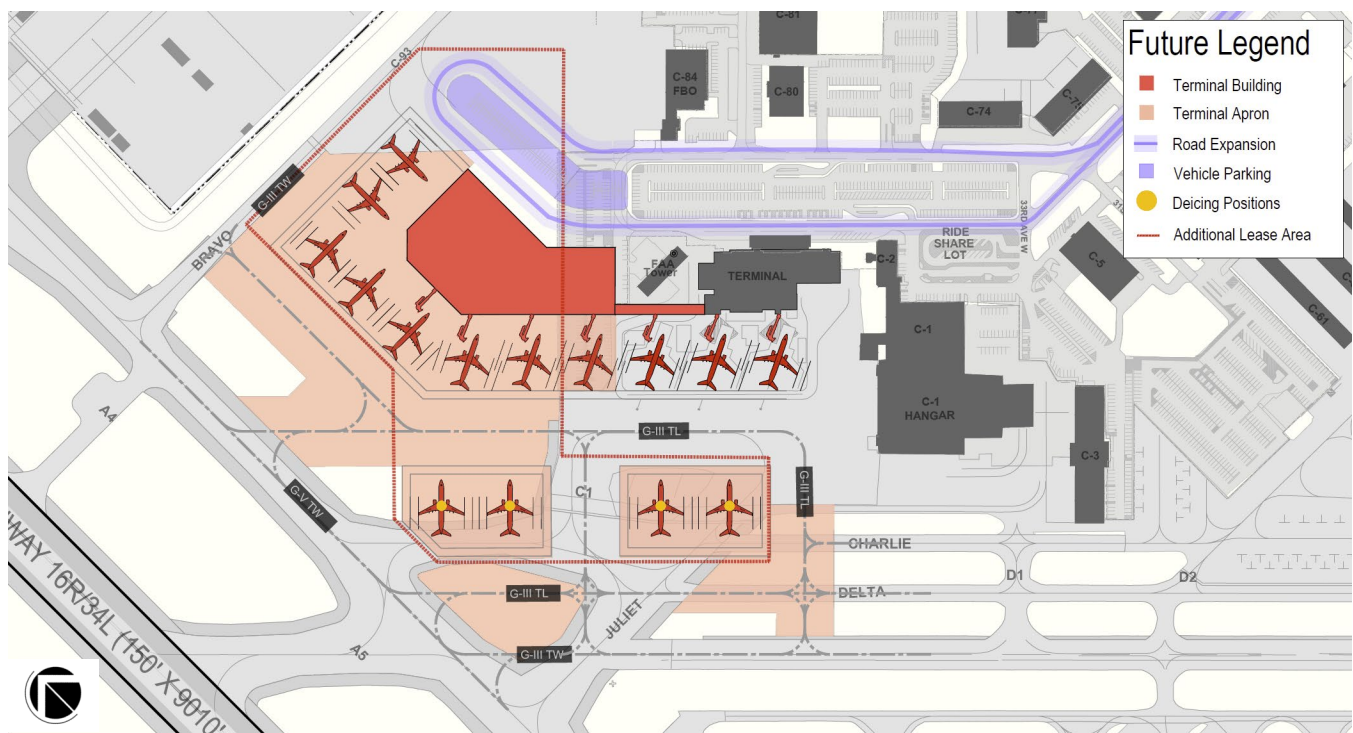 Future Legend
Terminal Building
Terminal Apron
Road Expansion
Vehicle Parking
Deicing Positions
Additional Lease Area
C-81
C-93
C-84
FBO
C-80
C-74
G-III TW
BRAVO
33RD AVE W
RIDE
SHARE
LOT
FAA
Tower
TERMINAL
C-2
C-5
C-61
C-1
C-1
HANGAR
C-3
A4
G-III TL
G-III TL
G-V TW
C1
CHARLIE
D1
D2
G-III TL
DELTA
JULIET
G-III TW
A5
WAY 16R/34L (150' X 9010'